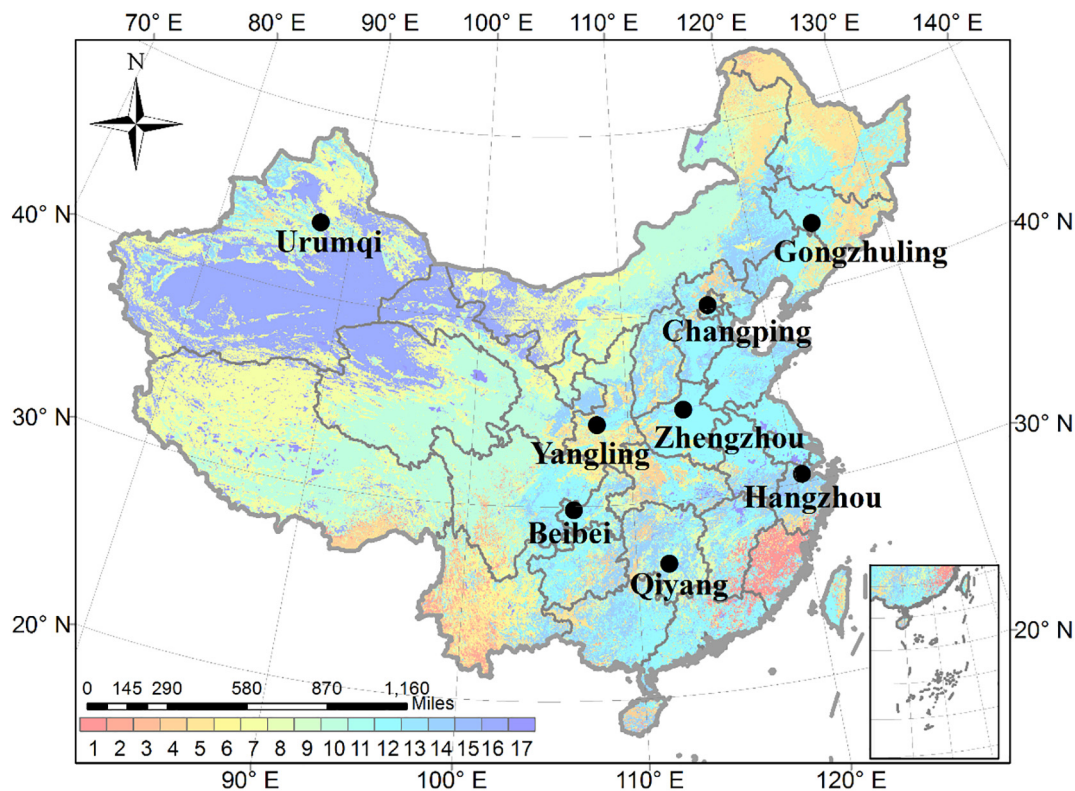 70° E 80° E 90° E 100° E 110° E 120° E 130° E 140° E
N
40° N
40° N
Urumqi
Gongzhuling
Changping
30° N
30° N
Zhengzhou
Yangling
Hangzhou
Beibei
Qiyang
20° N
20° N
0 145 290 580 870 1,160
Miles
1 2 3 4 5 6 7 8 9 10 11 12 13 14 15 16 17
90° E 100° E 110° E 120° E